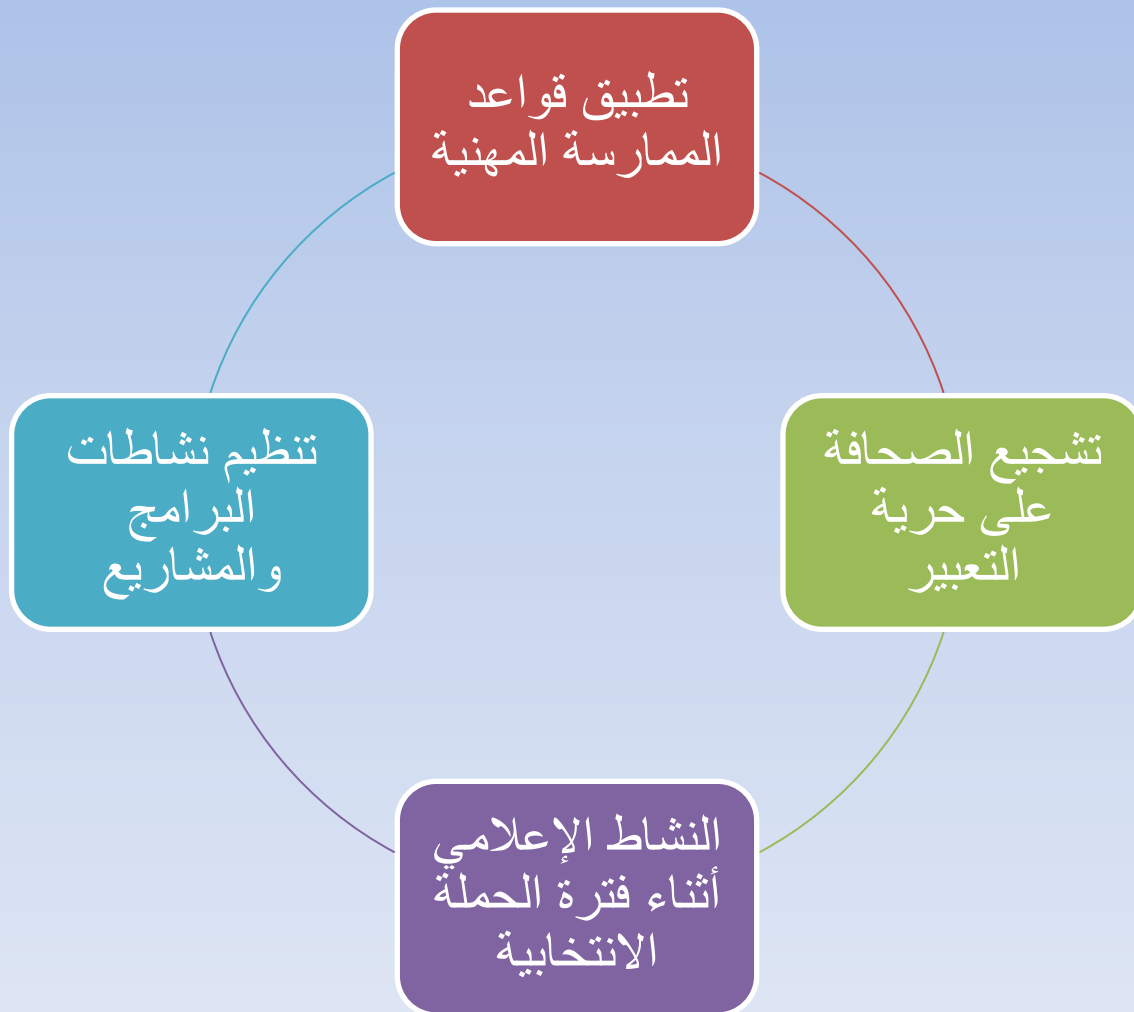 تطبيق قواعد
الممارسة المهنية
تشجيع الصحافة
على حرية
التعبير
النشاط الإعلامي
أثناء فترة الحملة
الانتخابية
تنظيم نشاطات
البرامج
والمشاريع